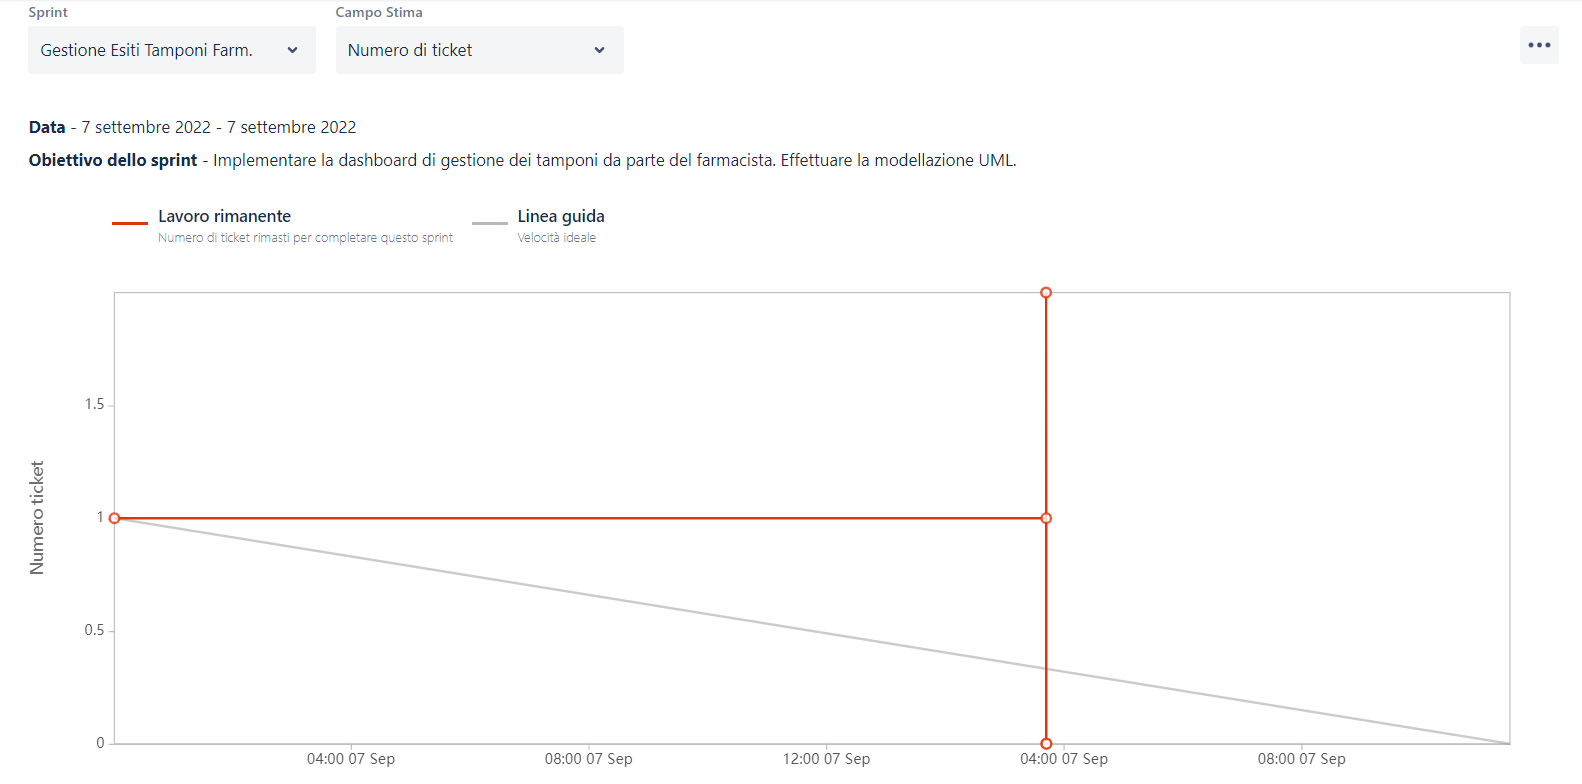 Sprint
Campo Stima
Gestione Esiti Tamponi Farm.
Numero di ticket
Data - 7 settembre 2022 - 7 settembre 2022
Obiettivo dello sprint - Implementare la dashboard di gestione dei tamponi da parte del farmacista. Effettuare la modellazione UML.
Lavoro rimanente
Numero di ticket rimasti per completare questo sprint
Linea guida
Velocità ideale
Numero ticket
1.5
1
0.5
0
04:00 07 Sep
08:00 07 Sep
12:00 07 Sep
04:00 07 Sep
08:00 07 Sep